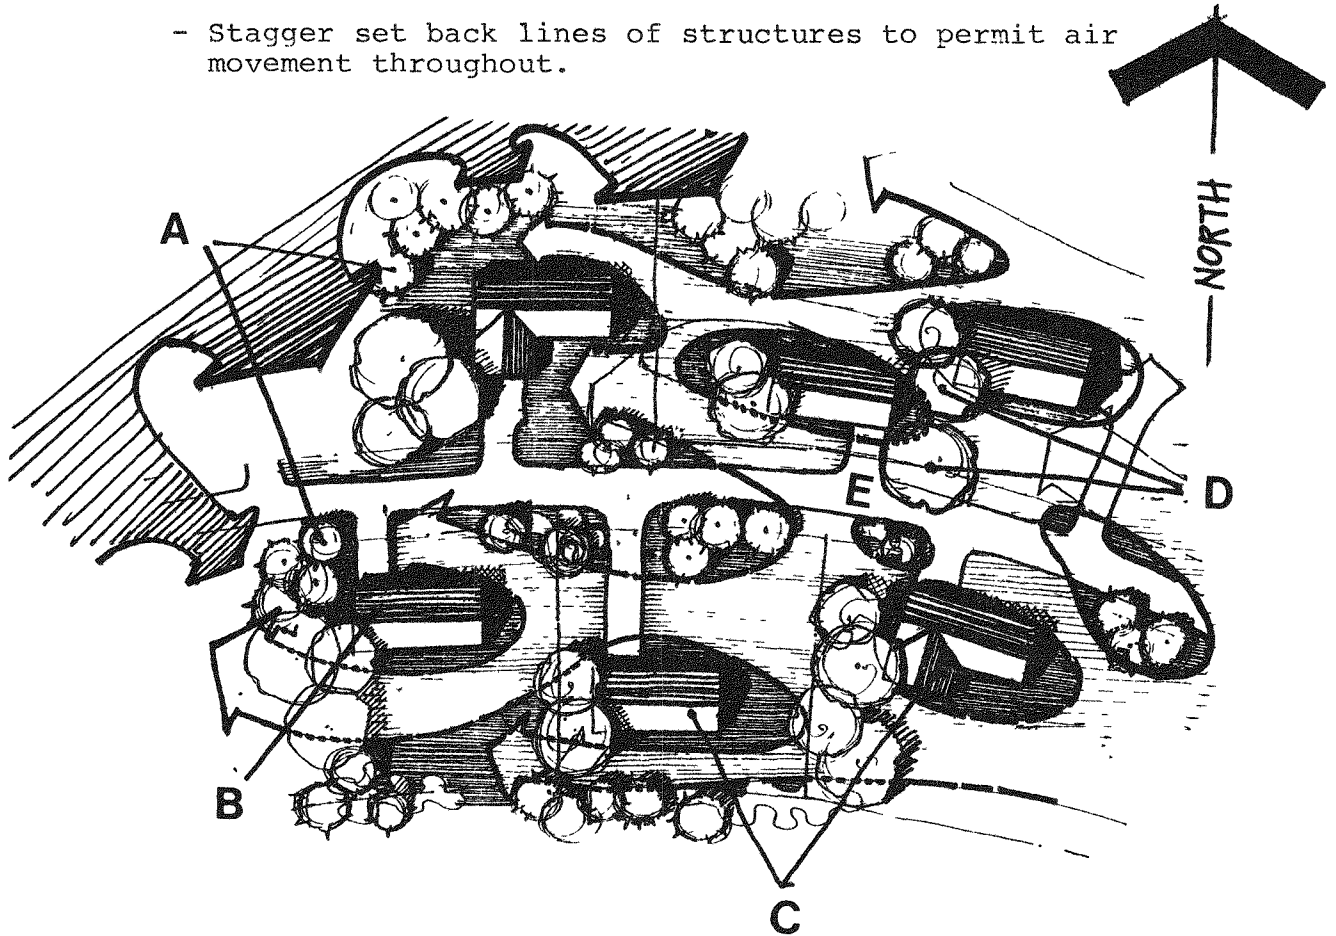 - Stagger set back lines of structures to permit air
movement throughout.
NORTH
A
E
D
B
C